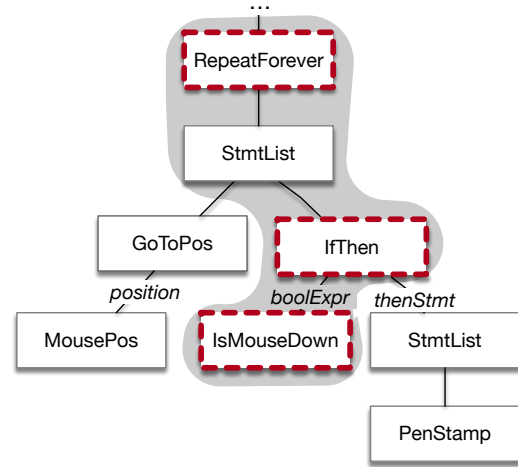 ...
RepeatForever
StmtList
GoToPos
IfThen
position
boolExpr
thenStmt
MousePos
IsMouseDown
StmtList
PenStamp